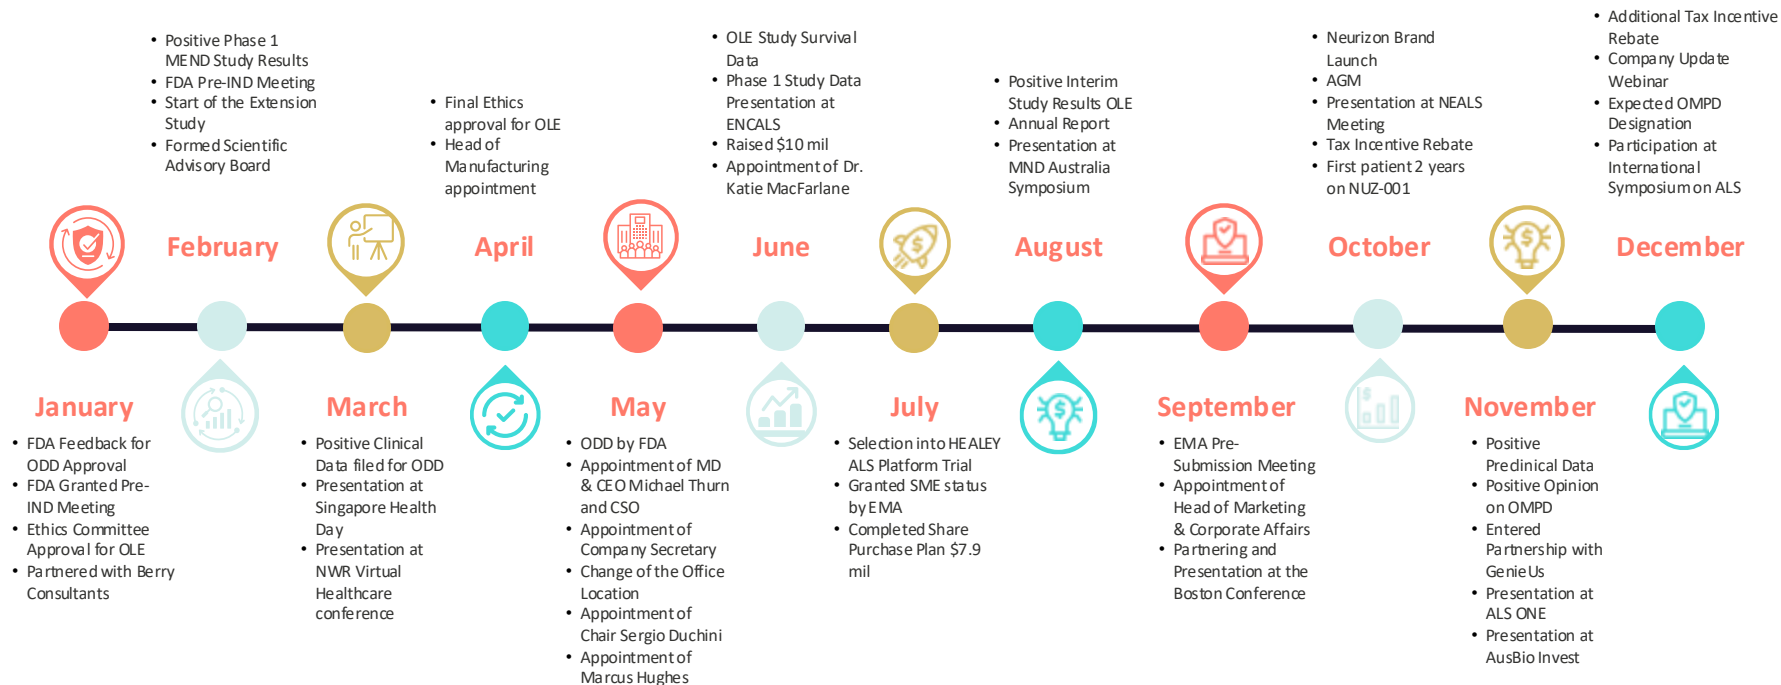 • Positive Phase 1
MEND Study Results
• FDA Pre-IND Meeting
• Start of the Extension
Study
• Formed Scientific
Advisory Board
• Final Ethics
approval for OLE
• Head of
Manufacturing
appointment
• OLE Study Survival
Data
• Phase 1 Study Data
Presentation at
ENCALS
• Raised $10 mil
• Appointment of Dr.
Katie MacFarlane
• Positive Interim
Study Results OLE
• Annual Report
• Presentation at
MND Australia
Symposium
• Neurizon Brand
Launch
• AGM
• Presentation at NEALS
Meeting
• Tax Incentive Rebate
• First patient 2 years
on NUZ-001
• Additional Tax Incentive
Rebate
• Company Update
Webinar
• Expected OMPD
Designation
• Participation at
International
Symposium on ALS
February
April
June
August
October
December
January
March
May
July
September
November
• FDA Feedback for
ODD Approval
• FDA Granted Pre-
IND Meeting
• Ethics Committee
Approval for OLE
• Partnered with Berry
Consultants
• Positive Clinical
Data filed for ODD
• Presentation at
Singapore Health
Day
• Presentation at
NWR Virtual
Healthcare
conference
• ODD by FDA
• Appointment of MD
& CEO Michael Thurn
and CSO
• Appointment of
Company Secretary
• Change of the Office
Location
• Appointment of
Chair Sergio Duchini
• Appointment of
Marcus Hughes
• Selection into HEALEY
ALS Platform Trial
• Granted SME status
by EMA
• Completed Share
Purchase Plan $7.9
mil
• EMA Pre-
Submission Meeting
• Appointment of
Head of Marketing
& Corporate Affairs
• Partnering and
Presentation at the
Boston Conference
• Positive
Preclinical Data
• Positive Opinion
on OMPD
• Entered
Partnership with
GenieUs
• Presentation at
ALS ONE
• Presentation at
AusBio Invest